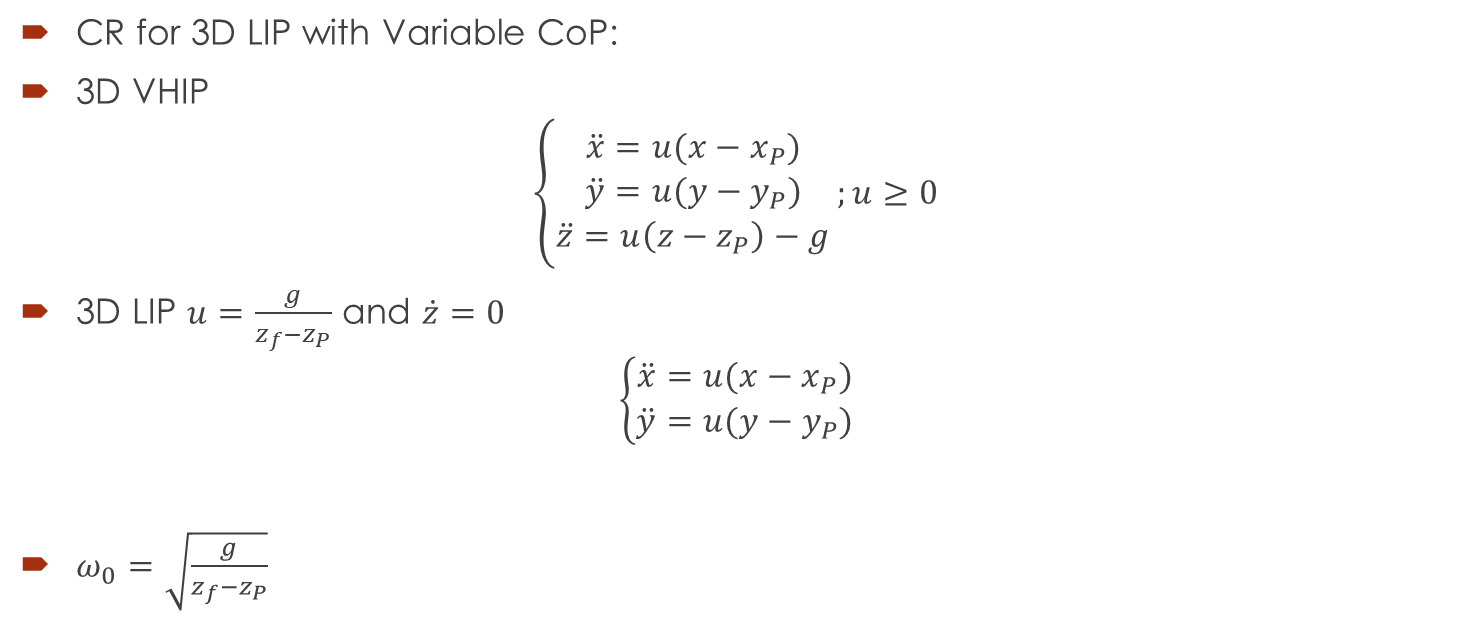 CR for 3D LIP with Variable CoP:
3D VHIP
ẍ = u(x − x_P)
ÿ = u(y − y_P) ; u ≥ 0
z̈ = u(z − z_P) − g
3D LIP u = g/(z_f−z_P) and ż = 0
ẍ = u(x − x_P)
ÿ = u(y − y_P)
ω₀ = √(g/(z_f−z_P))